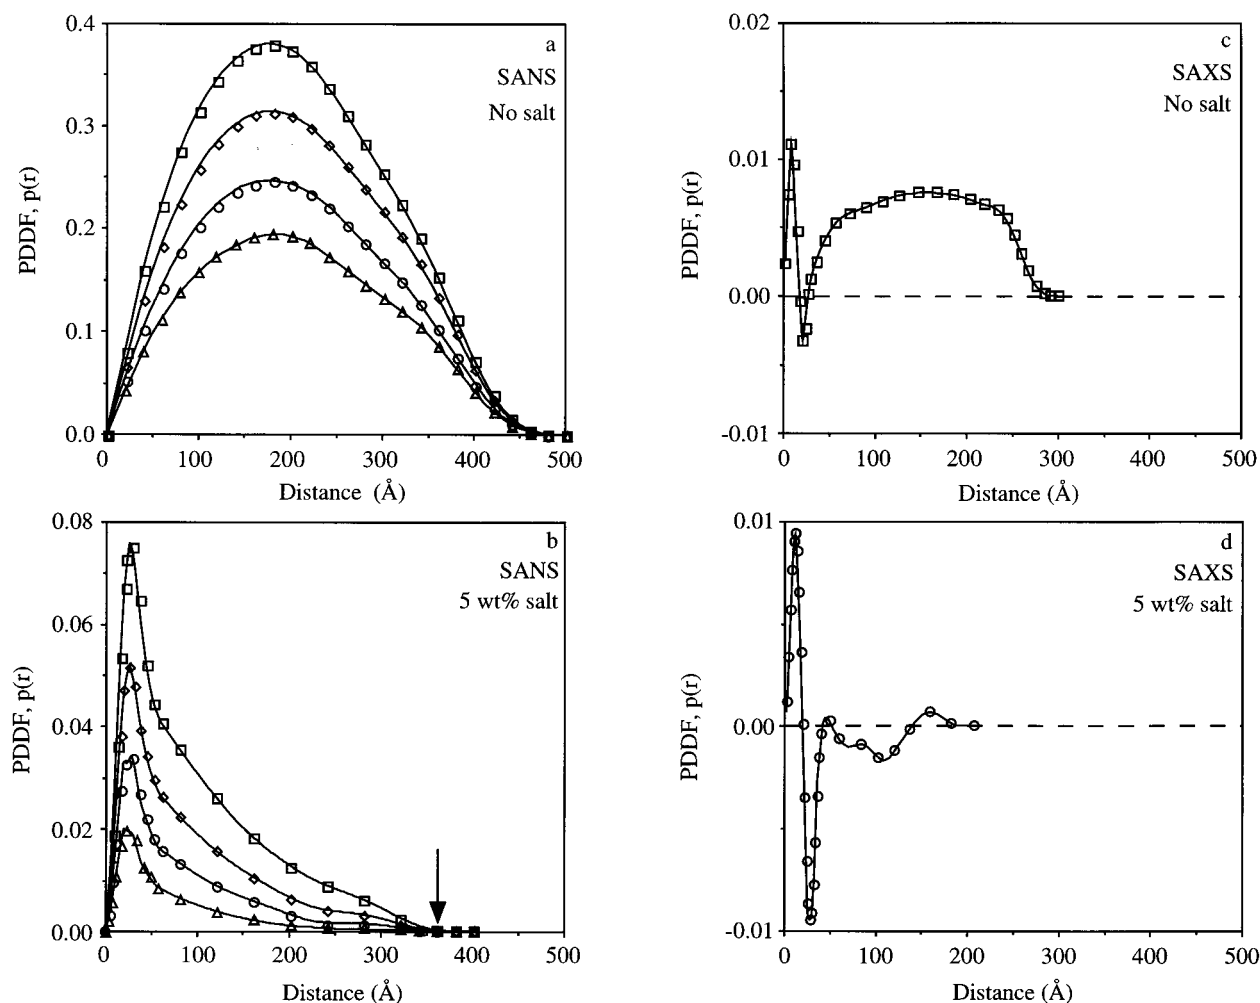 0.4
a
SANS
No salt
0.3
0.2
0.1
0.0
PDDF, p(r)
0 100 200 300 400 500
Distance (Å)
0.02
c
SAXS
No salt
0.01
0.00
-0.01
PDDF, p(r)
0 100 200 300 400 500
Distance (Å)
0.08
b
SANS
5 wt% salt
0.06
0.04
0.02
0.00
PDDF, p(r)
0 100 200 300 400 500
Distance (Å)
0.01
d
SAXS
5 wt% salt
0.00
-0.01
PDDF, p(r)
0 100 200 300 400 500
Distance (Å)